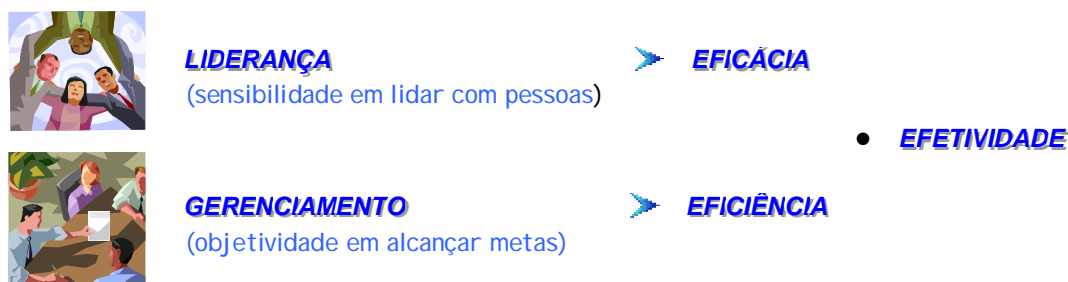 LIDERANÇA
EFICÁCIA
(sensibilidade em lidar com pessoas)
• EFETIVIDADE
GERENCIAMENTO
EFICIÊNCIA
(objetividade em alcançar metas)